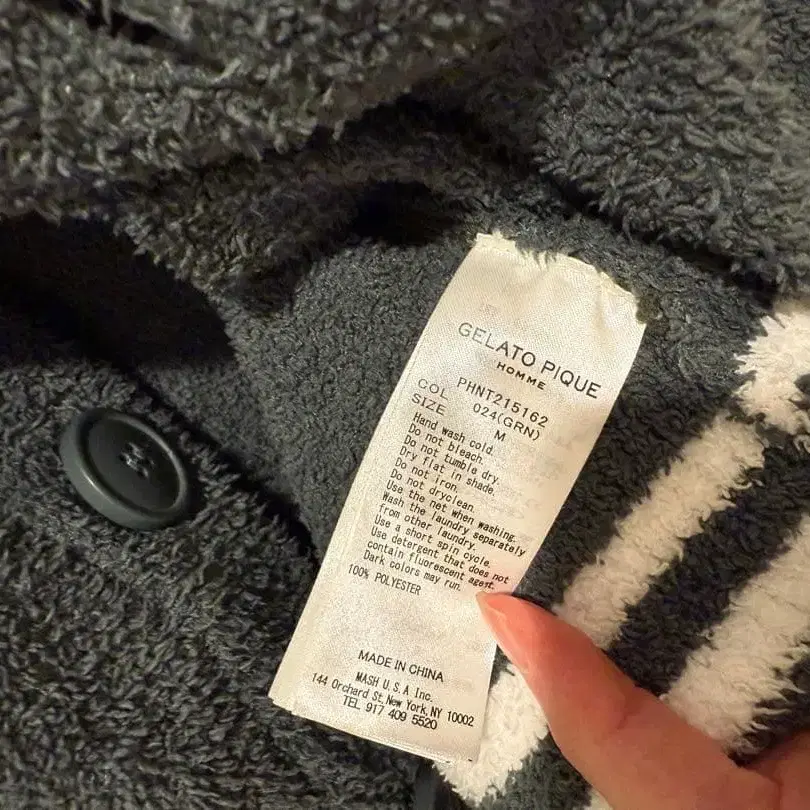 GELATO PIQUE
HOMME
PHNT215162
COL 024(GRN)
SIZE M
Hand wash cold.
Do not bleach.
Do not tumble dry.
Dry flat in shade.
Do not iron.
Do not dryclean.
Use the net when washing.
Wash the laundry separately
from other laundry.
Use a short spin cycle.
Use detergent that does not
contain fluorescent agent.
Dark colors may run.
100% POLYESTER
MADE IN CHINA
MASH U.S.A Inc.
144 Orchard St, New York, NY 10002
TEL 917 409 5520